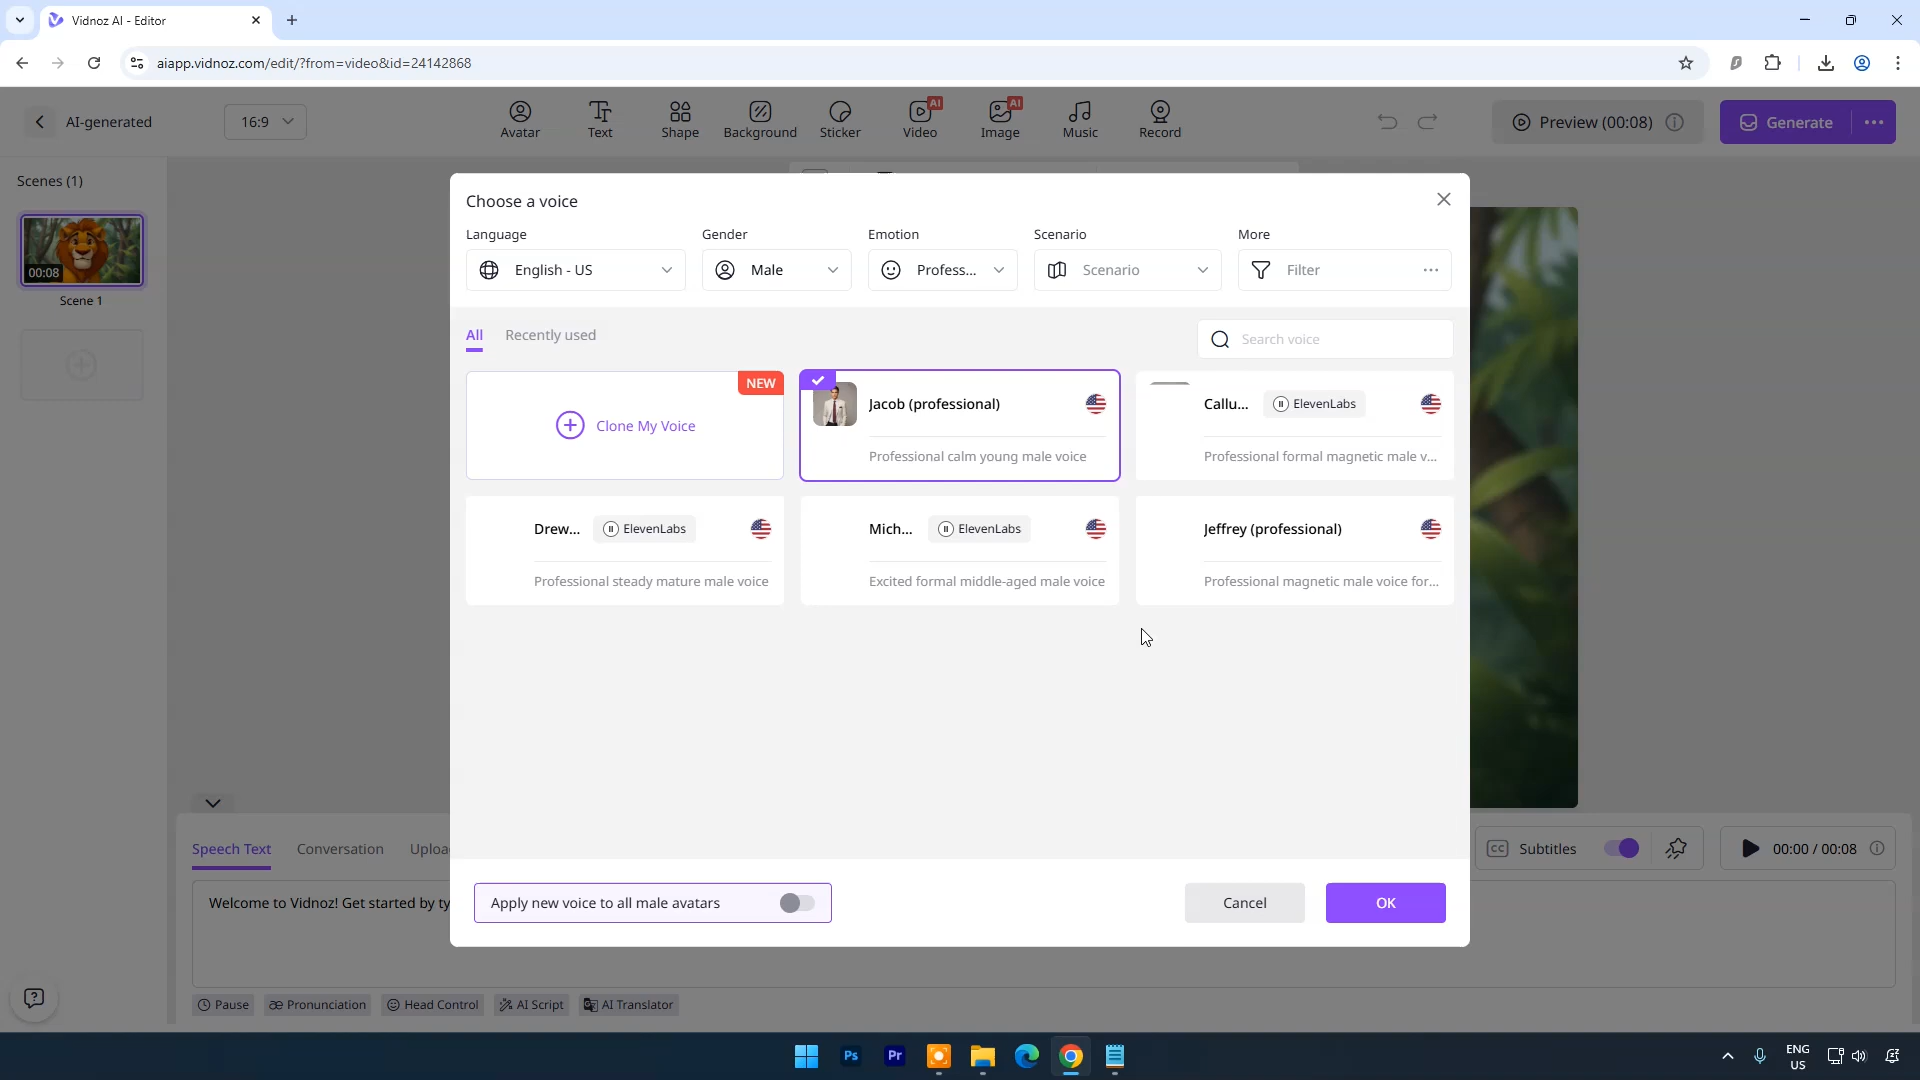 Vidnoz AI - Editor
aiapp.vidnoz.com/edit/?from=video&id=24142868
AI-generated
16:9
Avatar
Text
Shape
Background
Sticker
AI
Video
AI
Image
Music
Record
Preview (00:08)
Generate
Scenes (1)
00:08
Scene 1
Choose a voice
Language
Gender
Emotion
Scenario
More
English - US
Male
Profess...
Scenario
Filter
All
Recently used
Search voice
NEW
Clone My Voice
Jacob (professional)
Professional calm young male voice
Callu...
ElevenLabs
Professional formal magnetic male v...
Drew...
ElevenLabs
Professional steady mature male voice
Mich...
ElevenLabs
Excited formal middle-aged male voice
Jeffrey (professional)
Professional magnetic male voice for...
Apply new voice to all male avatars
Cancel
OK
Speech Text
Conversation
Uploa
CC
Subtitles
00:00 / 00:08
Welcome to Vidnoz! Get started by ty
Pause
æ Pronunciation
Head Control
AI Script
AI Translator
Ps
Pr
ENG
US